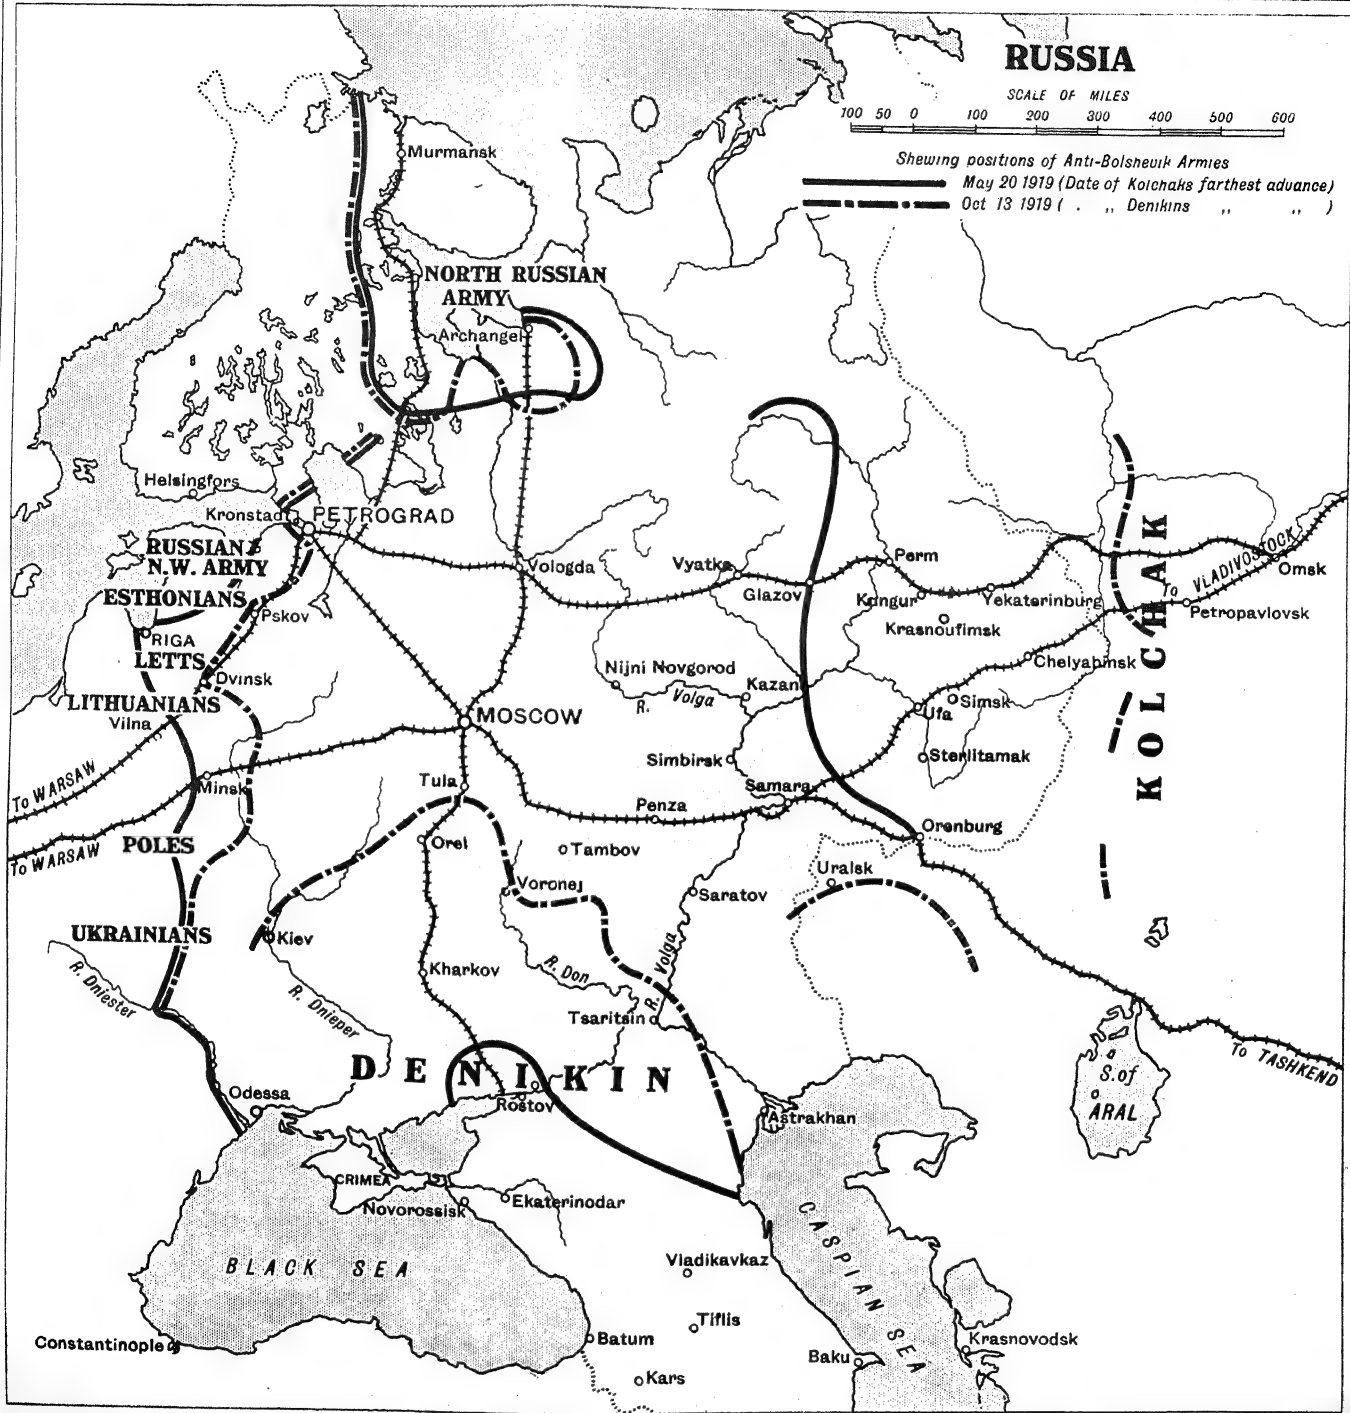 RUSSIA
SCALE OF MILES
100 50 0 100 200 300 400 500 600
Shewing positions of Anti-Bolshevik Armies
May 20 1919 (Date of Kolchaks farthest advance)
Oct 13 1919 ( . „ Denikins „ „ )
Murmansk
NORTH RUSSIAN
ARMY
Archangel
Helsingfors
Kronstadt
PETROGRAD
RUSSIAN
N.W. ARMY
ESTHONIANS
Pskov
RIGA
LETTS
Dvinsk
LITHUANIANS
Vilna
To WARSAW
Minsk
To WARSAW
POLES
UKRAINIANS
R. Dniester
Vologda
Vyatka
Glazov
Perm
Kungur
Krasnoufimsk
Yekaterinburg
To VLADIVOSTOCK
Omsk
Petropavlovsk
Chelyabinsk
KOLCHAK
Nijni Novgorod
R. Volga
Kazan
Simsk
Ufa
Sterlitamak
Simbirsk
Samara
MOSCOW
Tula
Penza
Orel
Tambov
Orenburg
Uralsk
Voronej
Saratov
Kiev
Kharkov
R. Don
R. Volga
R. Dnieper
Tsaritsin
DENIKIN
To TASHKEND
S. of
ARAL
Odessa
Rostov
Astrakhan
CRIMEA
Novorossisk
Ekaterinodar
BLACK SEA
CASPIAN SEA
Vladikavkaz
Tiflis
Constantinople
Batum
Kars
Baku
Krasnovodsk